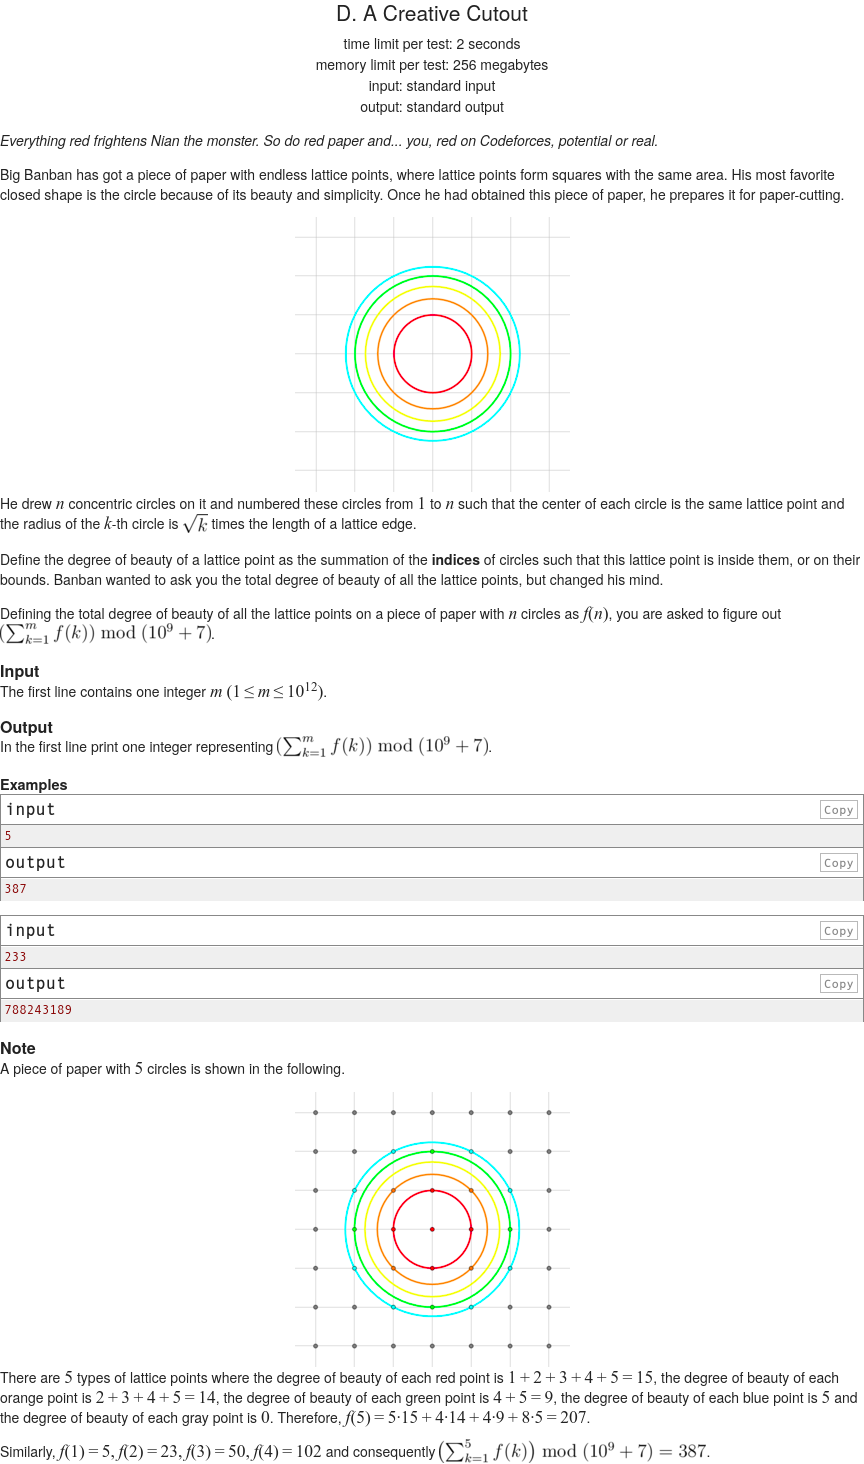 D. A Creative Cutout
time limit per test: 2 seconds
memory limit per test: 256 megabytes
input: standard input
output: standard output
Everything red frightens Nian the monster. So do red paper and... you, red on Codeforces, potential or real.
Big Banban has got a piece of paper with endless lattice points, where lattice points form squares with the same area. His most favorite
closed shape is the circle because of its beauty and simplicity. Once he had obtained this piece of paper, he prepares it for paper-cutting.
He drew n concentric circles on it and numbered these circles from 1 to n such that the center of each circle is the same lattice point and
the radius of the k-th circle is √k times the length of a lattice edge.
Define the degree of beauty of a lattice point as the summation of the indices of circles such that this lattice point is inside them, or on their
bounds. Banban wanted to ask you the total degree of beauty of all the lattice points, but changed his mind.
Defining the total degree of beauty of all the lattice points on a piece of paper with n circles as f(n), you are asked to figure out
(∑_{k=1}^{m} f(k)) mod (10^9 + 7).
Input
The first line contains one integer m (1 ≤ m ≤ 10^12).
Output
In the first line print one integer representing (∑_{k=1}^{m} f(k)) mod (10^9 + 7).
Examples
input
Copy
5
output
Copy
387
input
Copy
233
output
Copy
788243189
Note
A piece of paper with 5 circles is shown in the following.
There are 5 types of lattice points where the degree of beauty of each red point is 1 + 2 + 3 + 4 + 5 = 15, the degree of beauty of each
orange point is 2 + 3 + 4 + 5 = 14, the degree of beauty of each green point is 4 + 5 = 9, the degree of beauty of each blue point is 5 and
the degree of beauty of each gray point is 0. Therefore, f(5) = 5·15 + 4·14 + 4·9 + 8·5 = 207.
Similarly, f(1) = 5, f(2) = 23, f(3) = 50, f(4) = 102 and consequently (∑_{k=1}^{5} f(k)) mod (10^9 + 7) = 387.